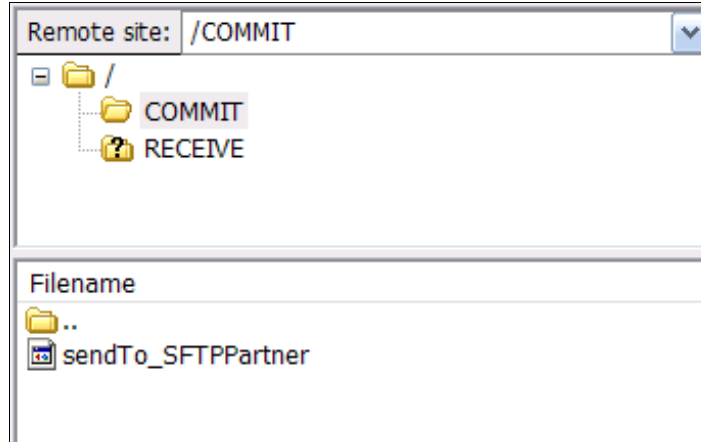 Remote site: /COMMIT
/
COMMIT
RECEIVE
Filename
..
sendTo_SFTPPartner